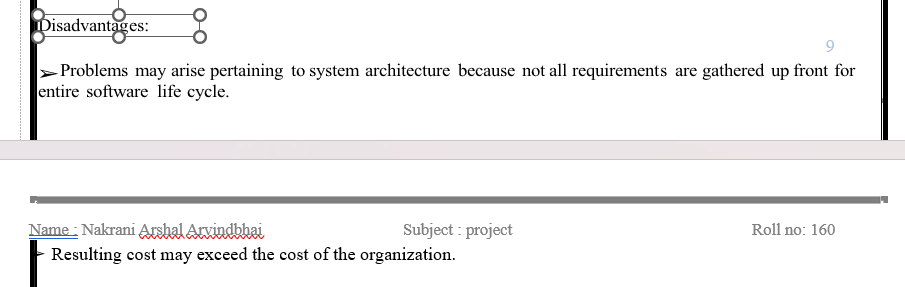 Disadvantages:
9
➢ Problems may arise pertaining to system architecture because not all requirements are gathered up front for
entire software life cycle.
Name : Nakrani Arshal Arvindbhai Subject : project Roll no: 160
➢ Resulting cost may exceed the cost of the organization.